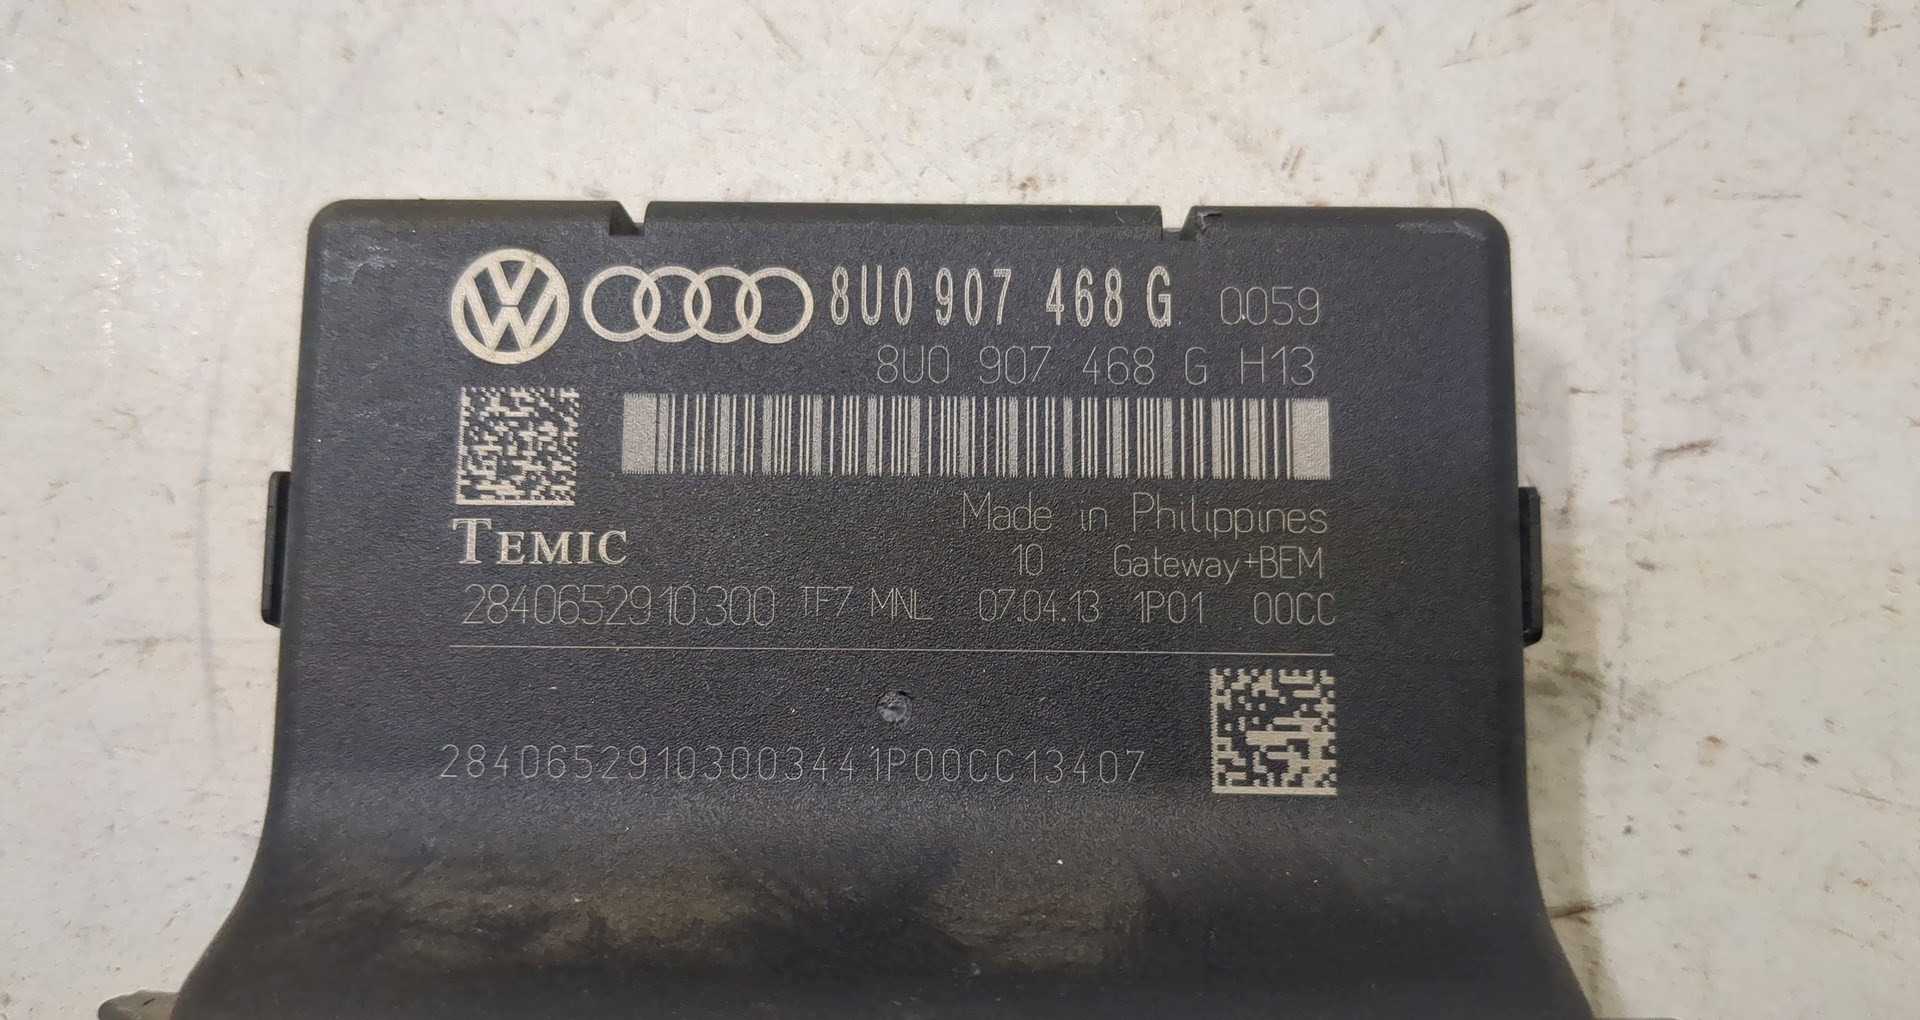 8U0 907 468 G 0059
8U0 907 468 G H13
Made in Philippines
TEMIC
10 Gateway+BEM
2840652910300 TF7 MNL 07.04.13 1P01 00CC
284065291030034411P00CC13407